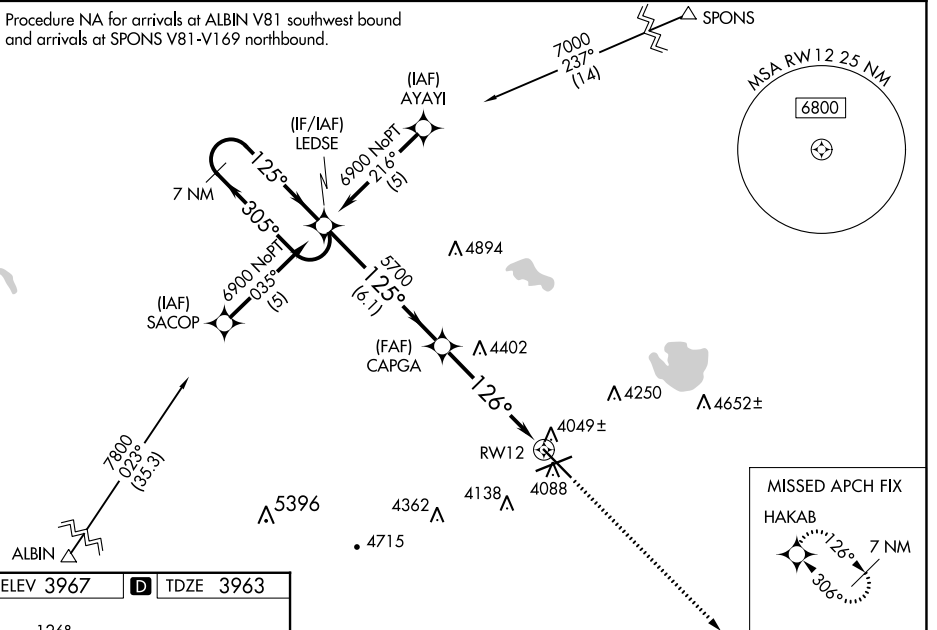 Procedure NA for arrivals at ALBIN V81 southwest bound
and arrivals at SPONS V81-V169 northbound.
SPONS
7000
237°
(14)
MSA RW12 25 NM
6800
(IAF)
AYAYI
(IF/IAF)
LEDSE
6900 NoPT
216°
(5)
125°
7 NM
305°
6900 NoPT
035°
(5)
(IAF)
SACOP
4894
5700
125°
(6.1)
(FAF)
CAPGA
4402
126°
4250
4652±
4049±
RW12
4088
4138
4362
5396
4715
7800
023°
(35.3)
ALBIN
MISSED APCH FIX
HAKAB
126°
7 NM
306°
ELEV 3967
D
TDZE 3963